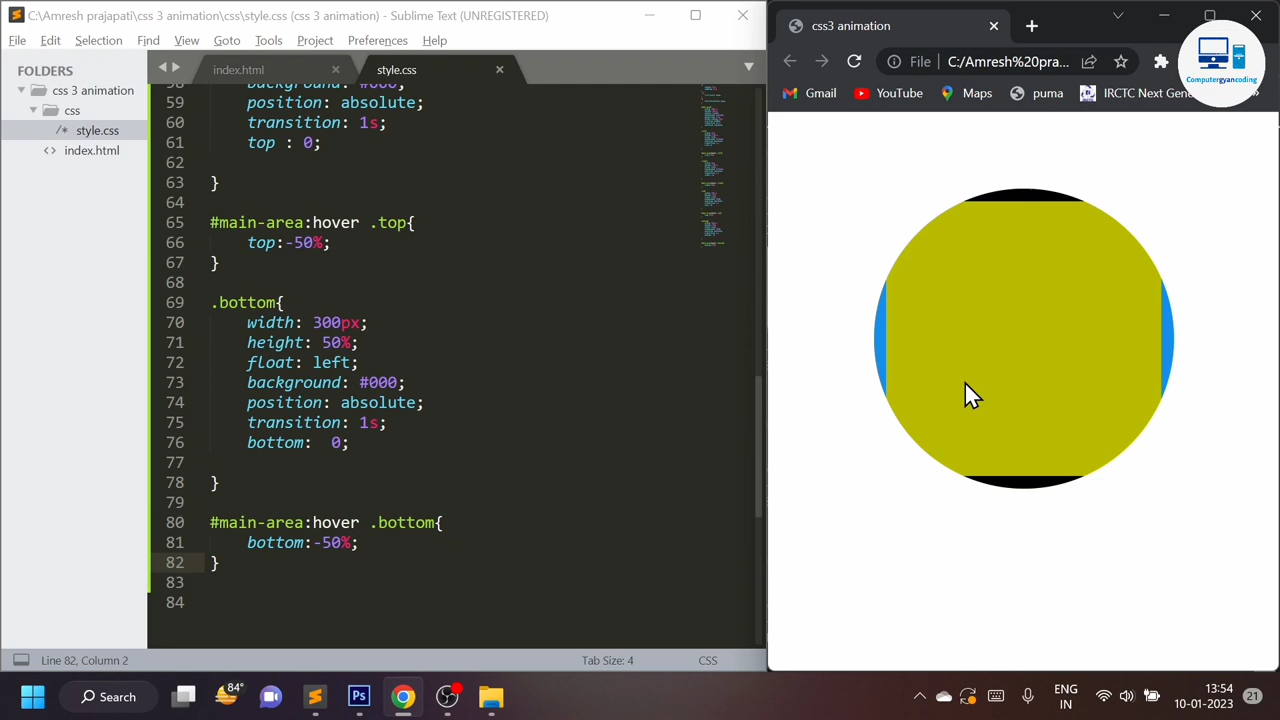 C:\Amresh prajapati\css 3 animation\css\style.css (css 3 animation) - Sublime Text (UNREGISTERED)
File Edit Selection Find View Goto Tools Project Preferences Help
FOLDERS
css 3 animation
css
/* style.css
<> index.html
index.html
style.css
58 background: #000;
59 position: absolute;
60 transition: 1s;
61 top : 0;
62
63 }
64
65 #main-area:hover .top{
66 top:-50%;
67 }
68
69 .bottom{
70 width: 300px;
71 height: 50%;
72 float: left;
73 background: #000;
74 position: absolute;
75 transition: 1s;
76 bottom:  0;
77
78 }
79
80 #main-area:hover .bottom{
81 bottom:-50%;
82 }
83
84
Line 82, Column 2
Tab Size: 4
CSS
css3 animation
File C:/Amresh%20pra...
Computergyancoding
Gmail YouTube Maps puma IRCTC Next Gene
84°
Search
Ps
ENG
IN
13:54
10-01-2023
21